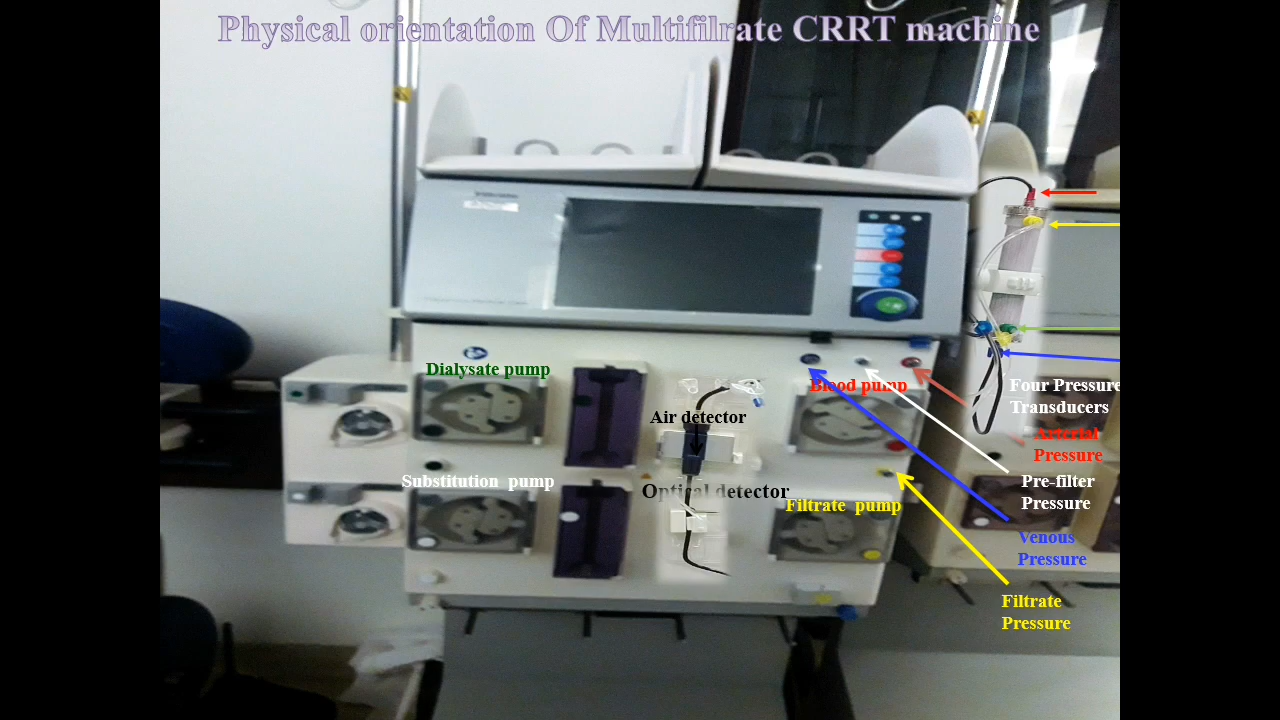 Physical orientation Of Multifilrate CRRT machine
Dialysate pump
Blood pump
Air detector
Four Pressure
Transducers
Arterial
Pressure
Substitution pump
Optical detector
Pre-filter
Pressure
Filtrate pump
Venous
Pressure
Filtrate
Pressure